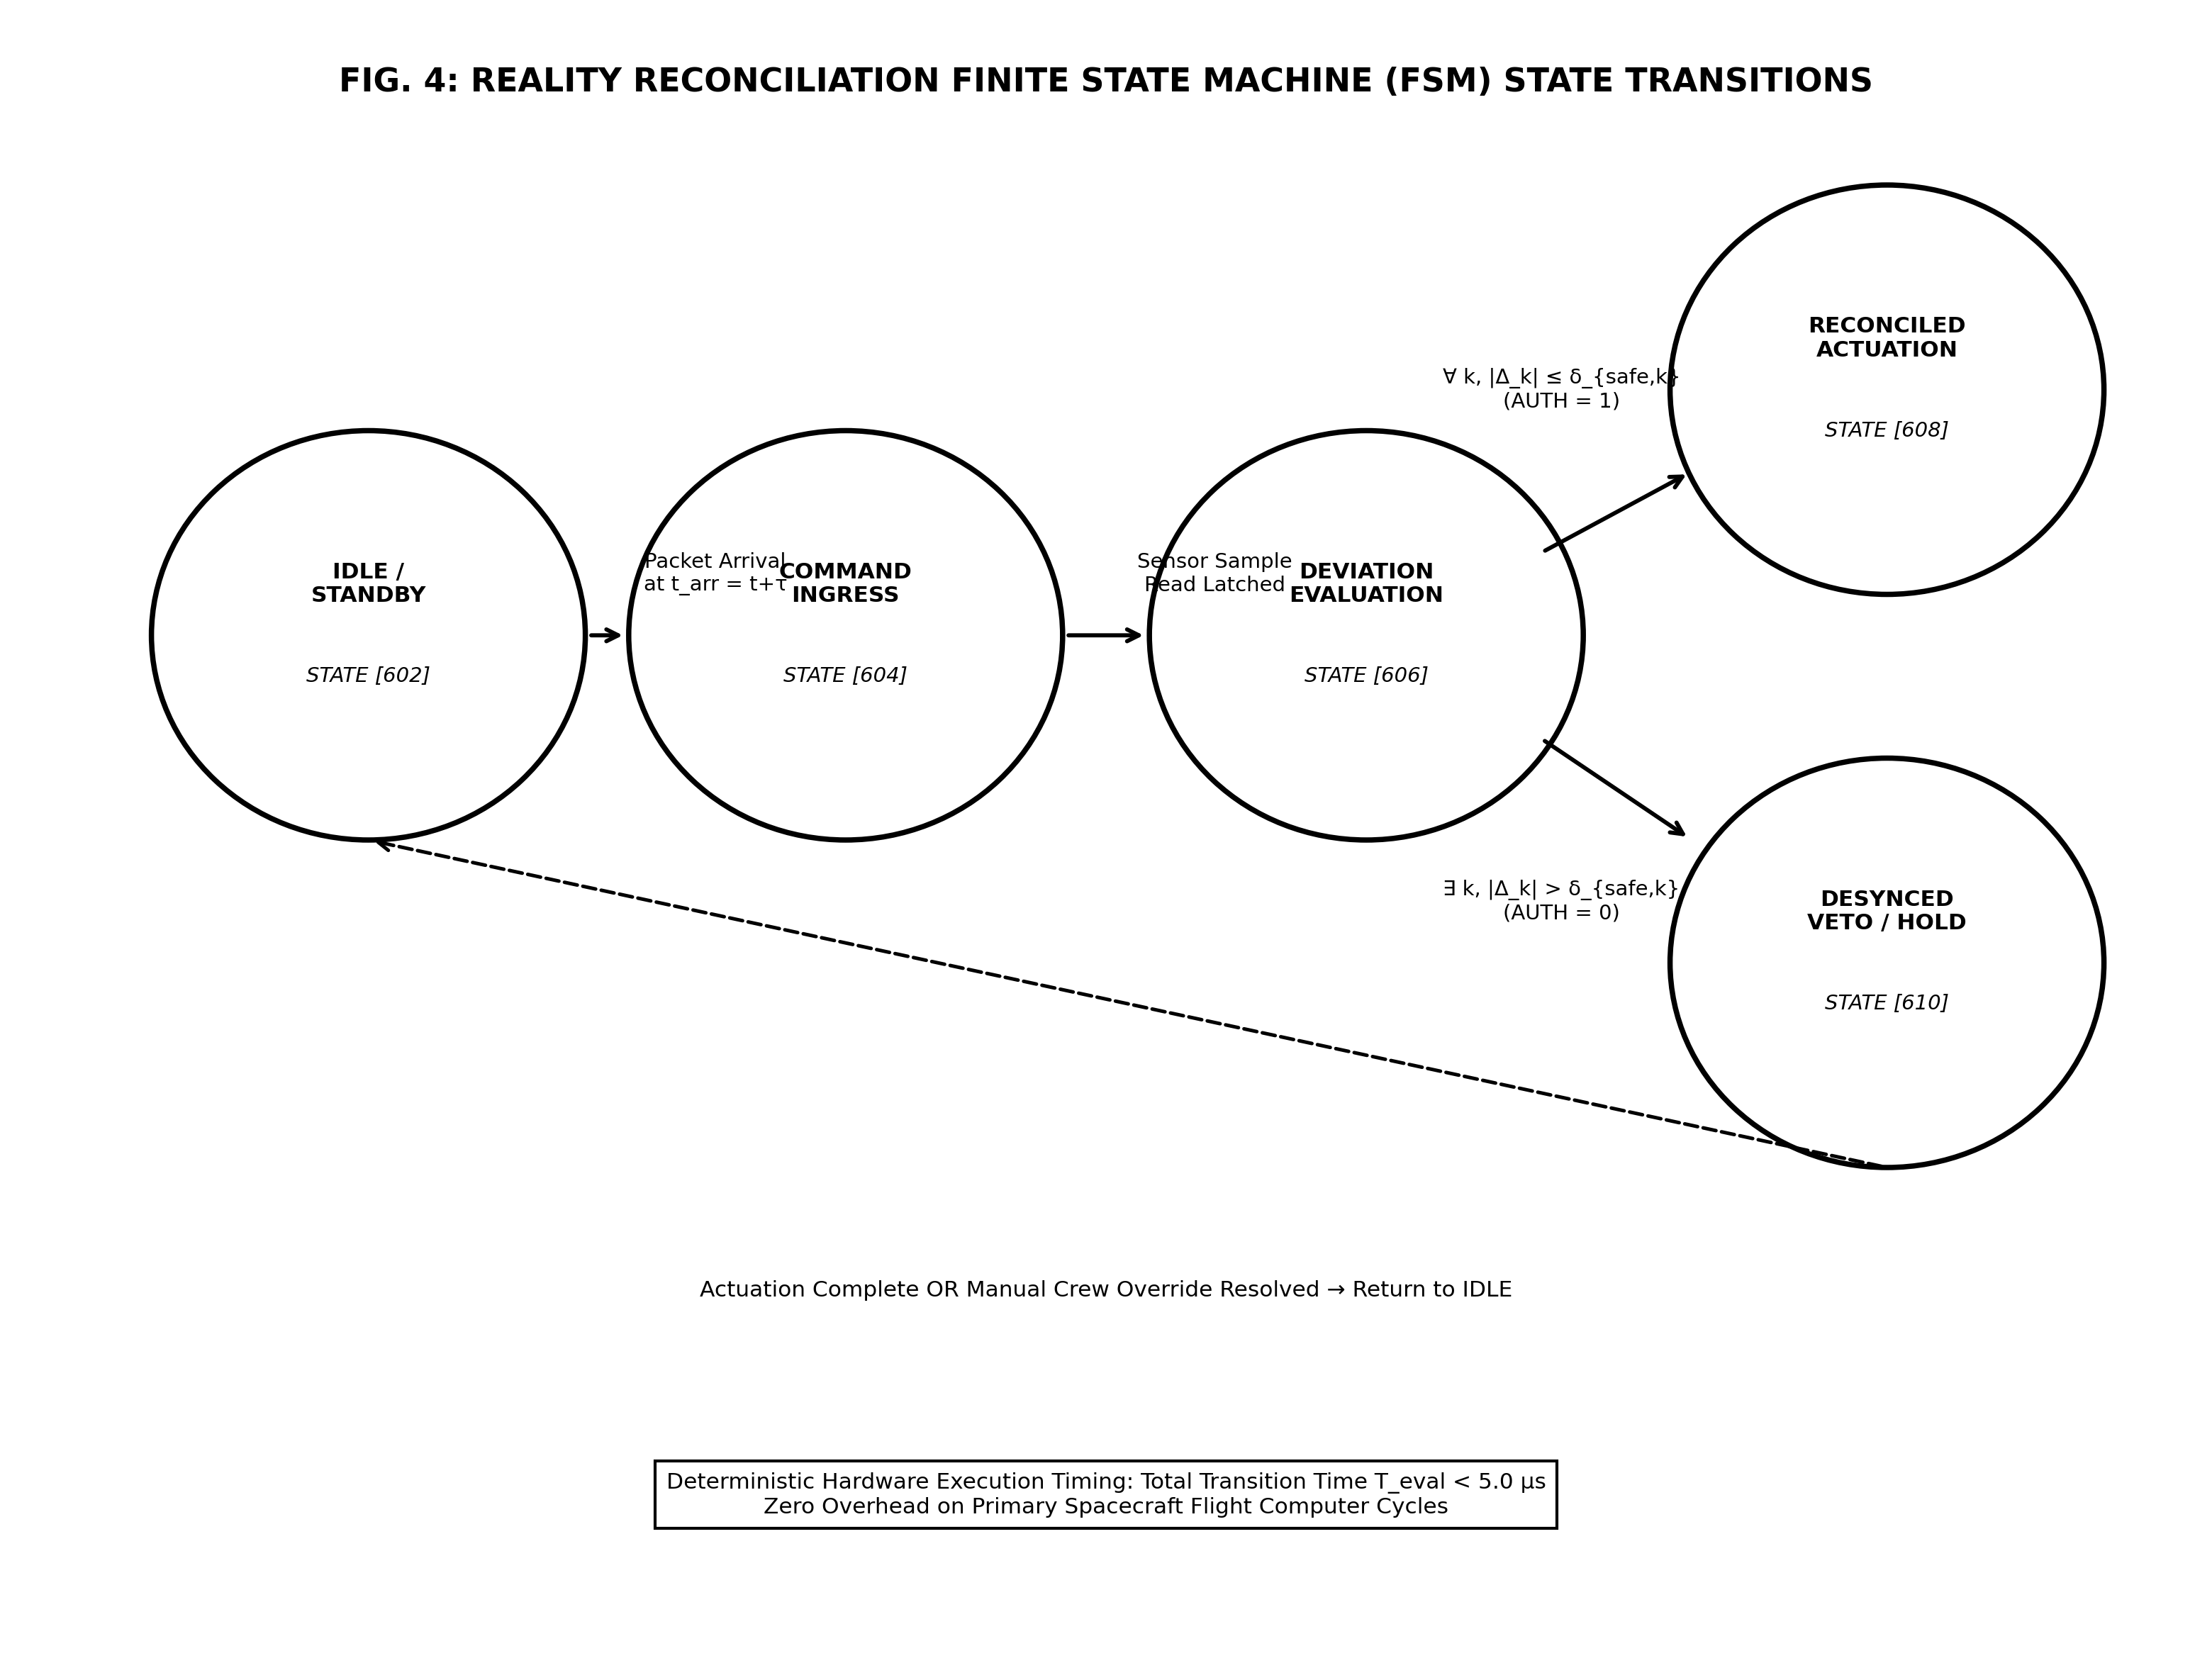 FIG. 4: REALITY RECONCILIATION FINITE STATE MACHINE (FSM) STATE TRANSITIONS
RECONCILED
ACTUATION
STATE [608]
∀ k, |Δ_k| ≤ δ_{safe,k}
(AUTH = 1)
IDLE /
STANDBY
STATE [602]
Packet Arrival
at t_arr = t+τ
COMMAND
INGRESS
STATE [604]
Sensor Sample
Read Latched
DEVIATION
EVALUATION
STATE [606]
∃ k, |Δ_k| > δ_{safe,k}
(AUTH = 0)
DESYNCED
VETO / HOLD
STATE [610]
Actuation Complete OR Manual Crew Override Resolved → Return to IDLE
Deterministic Hardware Execution Timing: Total Transition Time T_eval < 5.0 μs
Zero Overhead on Primary Spacecraft Flight Computer Cycles